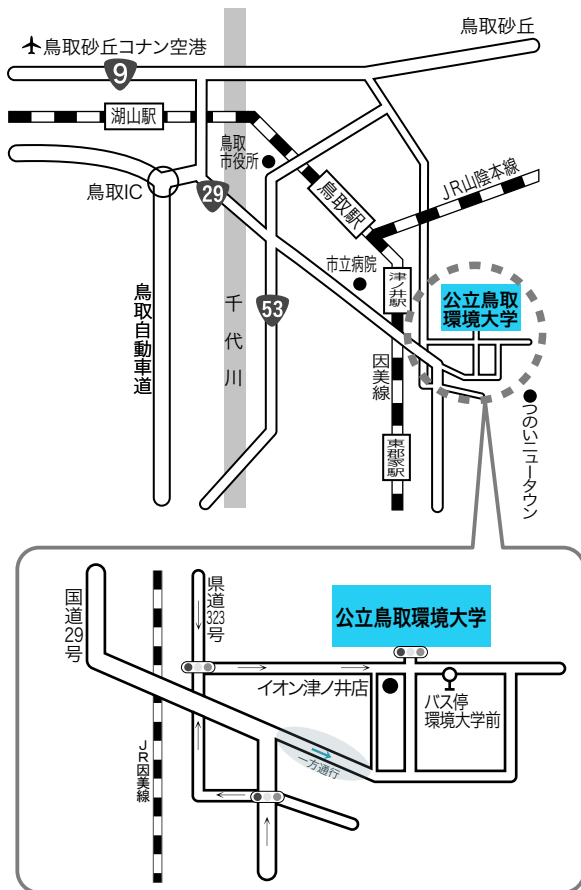 鳥取砂丘
鳥取砂丘コナン空港
9
湖山駅
鳥取
市役所
鳥取IC
29
鳥取駅
JR山陰本線
市立病院
津ノ井駅
公立鳥取
環境大学
鳥取自動車道
千代川
53
因美線
東郡家駅
つのいニュータウン
国道29号
県道323号
公立鳥取環境大学
イオン津ノ井店
バス停
環境大学前
一方通行
JR因美線